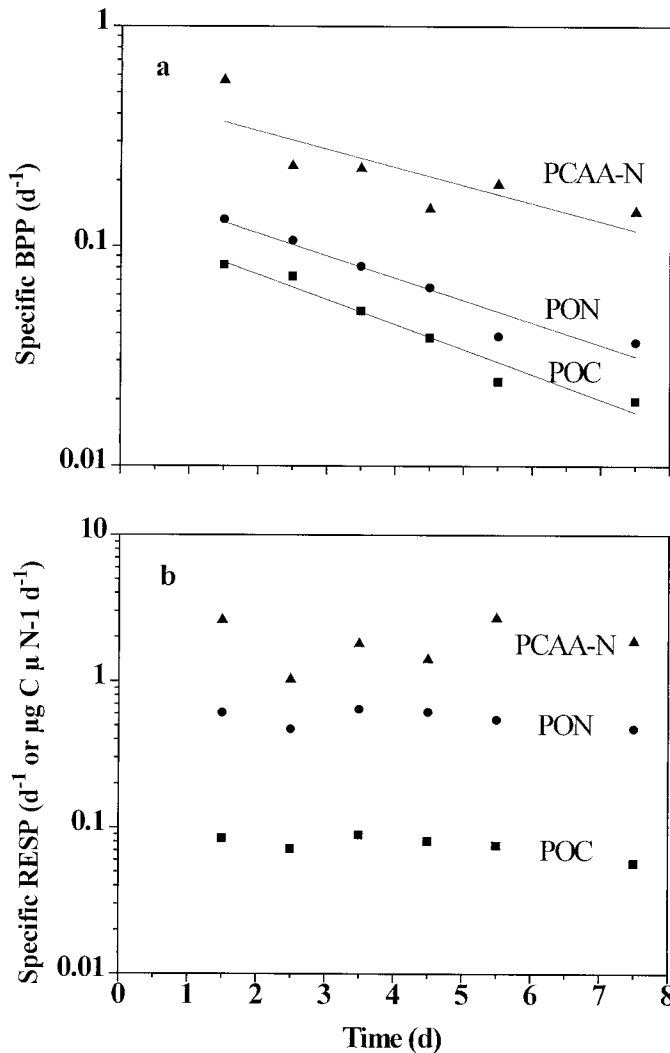 1
a
PCAA-N
0.1
PON
POC
0.01
Specific BPP (d-1)
10
b
PCAA-N
1
PON
0.1
POC
0.01
Specific RESP (d-1 or µg C µ N-1 d-1)
0 1 2 3 4 5 6 7 8
Time (d)